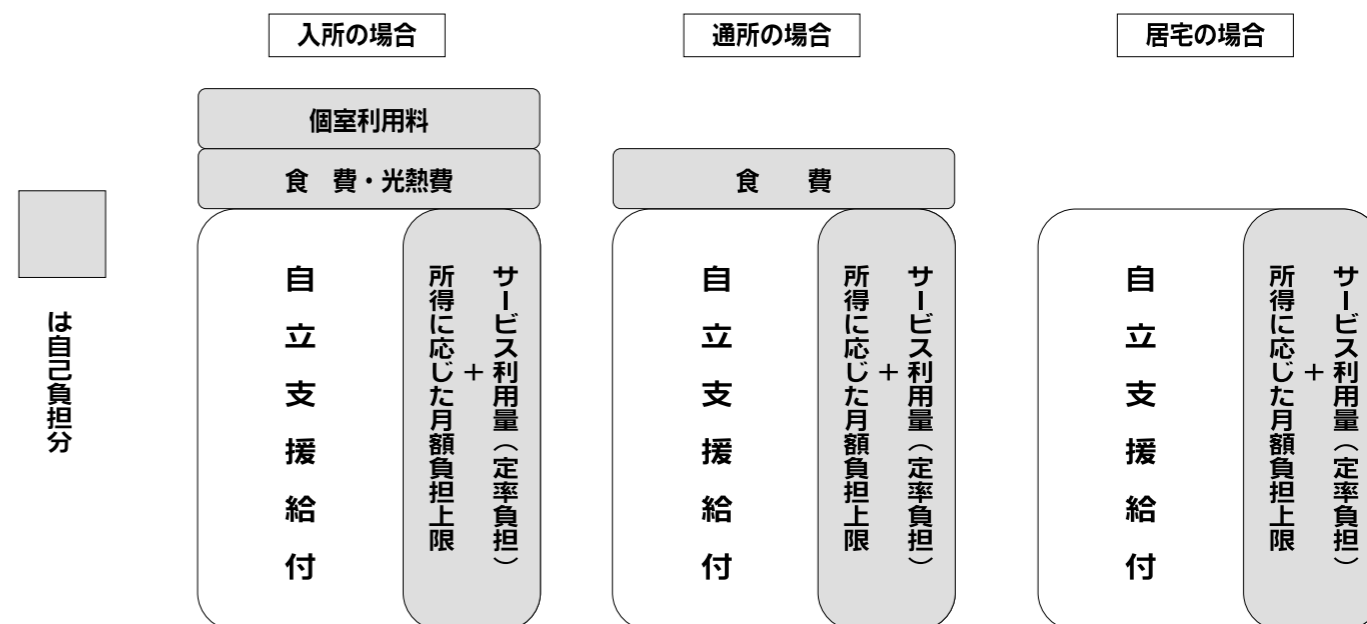 入所の場合
通所の場合
居宅の場合
個室利用料
食　費・光熱費
食　　費
は自己負担分
自立支援給付
サービス利用量（定率負担）
＋
所得に応じた月額負担上限
自立支援給付
サービス利用量（定率負担）
＋
所得に応じた月額負担上限
自立支援給付
サービス利用量（定率負担）
＋
所得に応じた月額負担上限